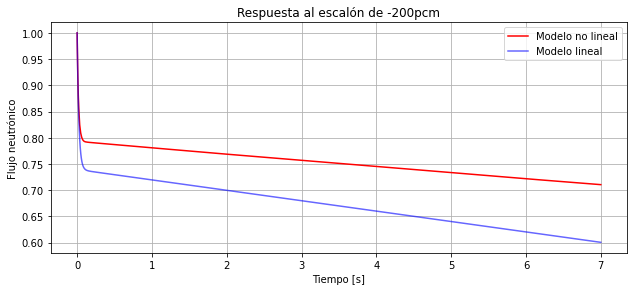 Respuesta al escalón de -200pcm
Modelo no lineal
Modelo lineal
Flujo neutrónico
1.00
0.95
0.90
0.85
0.80
0.75
0.70
0.65
0.60
0 1 2 3 4 5 6 7
Tiempo [s]